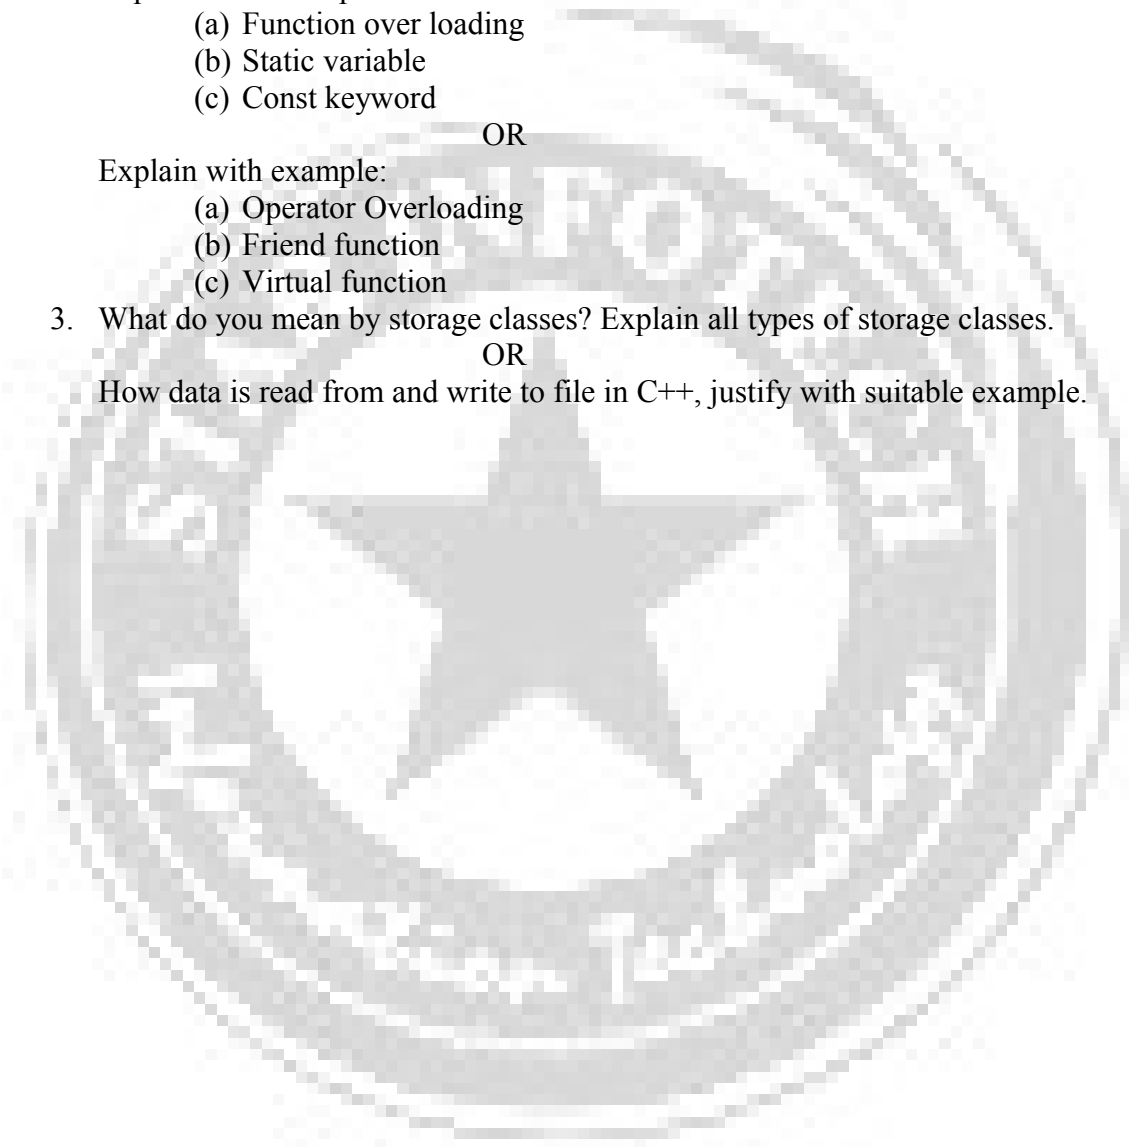 (a) Function over loading
(b) Static variable
(c) Const keyword
OR
Explain with example:
(a) Operator Overloading
(b) Friend function
(c) Virtual function
3. What do you mean by storage classes? Explain all types of storage classes.
OR
How data is read from and write to file in C++, justify with suitable example.